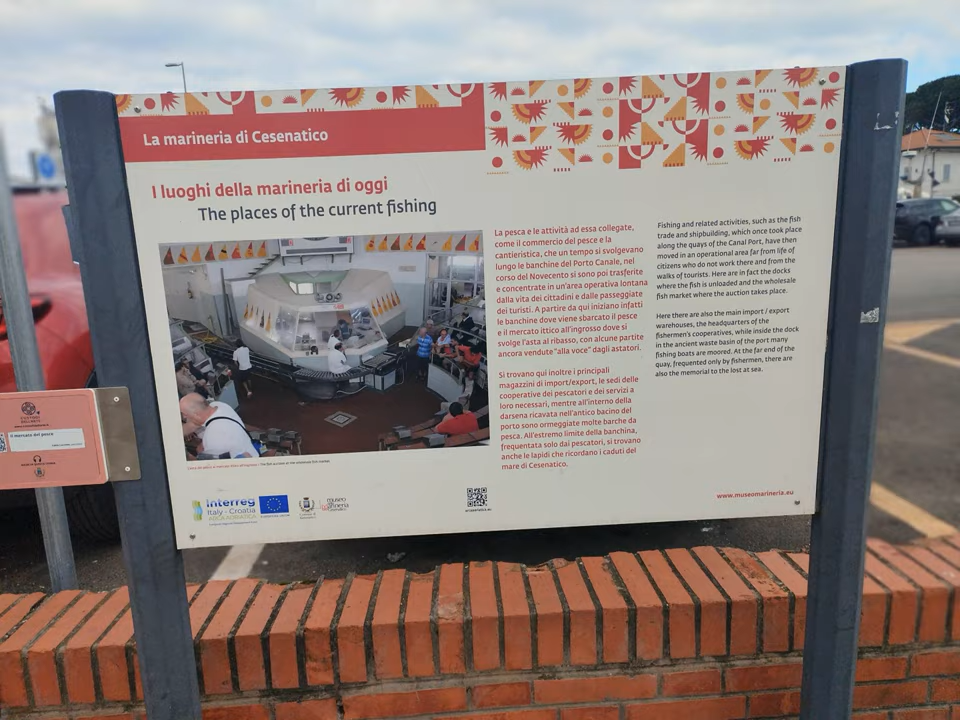 La marineria di Cesenatico
I luoghi della marineria di oggi
The places of the current fishing
La pesca e le attività ad essa collegate,
come il commercio del pesce e la
cantieristica, che un tempo si svolgevano
lungo le banchine del Porto Canale, nel
corso del Novecento si sono poi trasferite
e concentrate in un'area operativa lontana
dalla vita dei cittadini e dalle passeggiate
dei turisti. A partire da qui iniziano infatti
le banchine dove viene sbarcato il pesce
e il mercato ittico all'ingrosso dove si
svolge l'asta al ribasso, con alcune partite
ancora vendute "alla voce" dagli astatori.
Si trovano qui inoltre i principali
magazzini di import/export, le sedi delle
cooperative dei pescatori e dei servizi a
loro necessari, mentre all'interno della
darsena ricavata nell'antico bacino del
porto sono ormeggiate molte barche da
pesca. All'estremo limite della banchina,
frequentata solo dai pescatori, si trovano
anche le lapidi che ricordano i caduti del
mare di Cesenatico.
Fishing and related activities, such as the fish
trade and shipbuilding, which once took place
along the quays of the Canal Port, have then
moved in an operational area far from life of
citizens who do not work there and from the
walks of tourists. Here are in fact the docks
where the fish is unloaded and the wholesale
fish market where the auction takes place.
Here there are also the main import / export
warehouses, the headquarters of the
fishermen's cooperatives, while inside the dock
in the ancient waste basin of the port many
fishing boats are moored. At the far end of the
quay, frequented only by fishermen, there are
also the memorial to the lost at sea.
il mercato del pesce
Interreg
Italy - Croatia
museo
marineria
www.museomarineria.eu